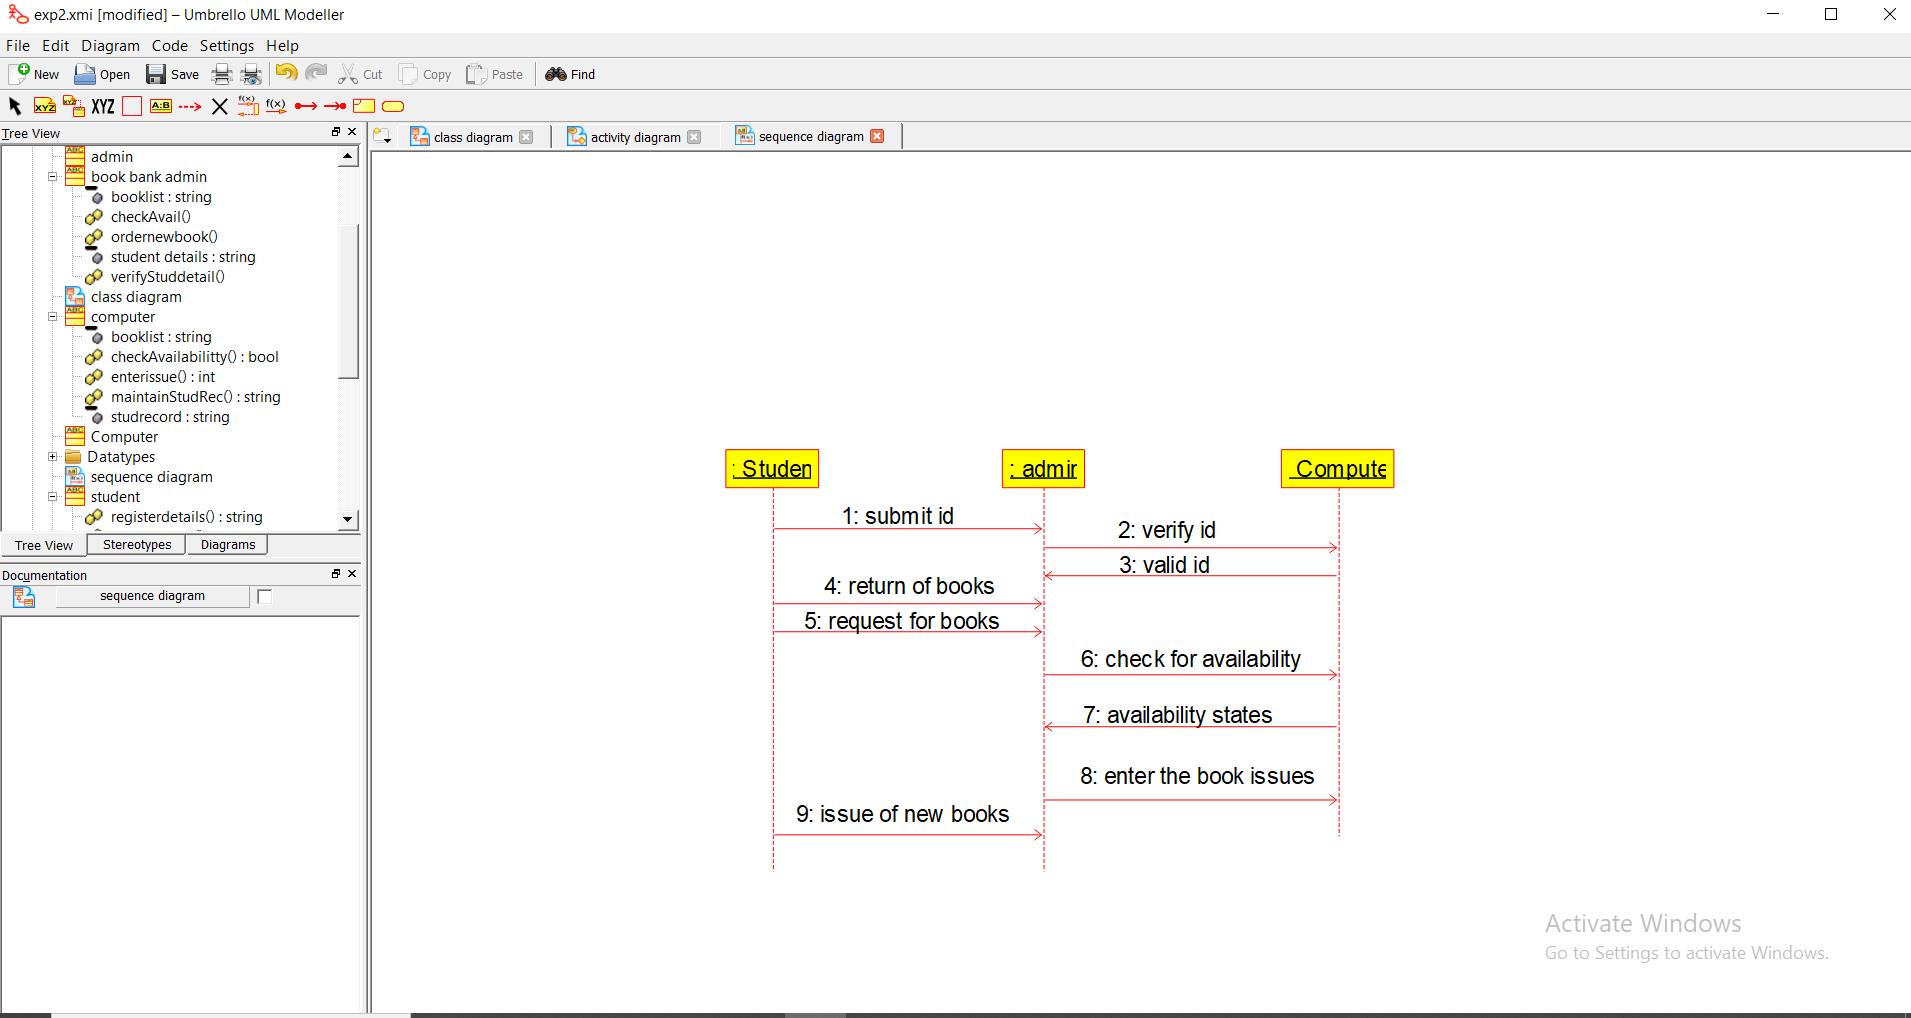 exp2.xmi [modified] – Umbrello UML Modeller
File Edit Diagram Code Settings Help
New Open Save Cut Copy Paste Find
XYZ XYZ XYZ A:B f(x) f(x)
Tree View
class diagram activity diagram sequence diagram
admin
book bank admin
booklist : string
checkAvail()
ordernewbook()
student details : string
verifyStuddetail()
class diagram
computer
booklist : string
checkAvailabilitty() : bool
enterissue() : int
maintainStudRec() : string
studrecord : string
Computer
Datatypes
sequence diagram
student
registerdetails() : string
Tree View Stereotypes Diagrams
Documentation
sequence diagram
: Studen : admin Compute
1: submit id
2: verify id
3: valid id
4: return of books
5: request for books
6: check for availability
7: availability states
8: enter the book issues
9: issue of new books
Activate Windows
Go to Settings to activate Windows.